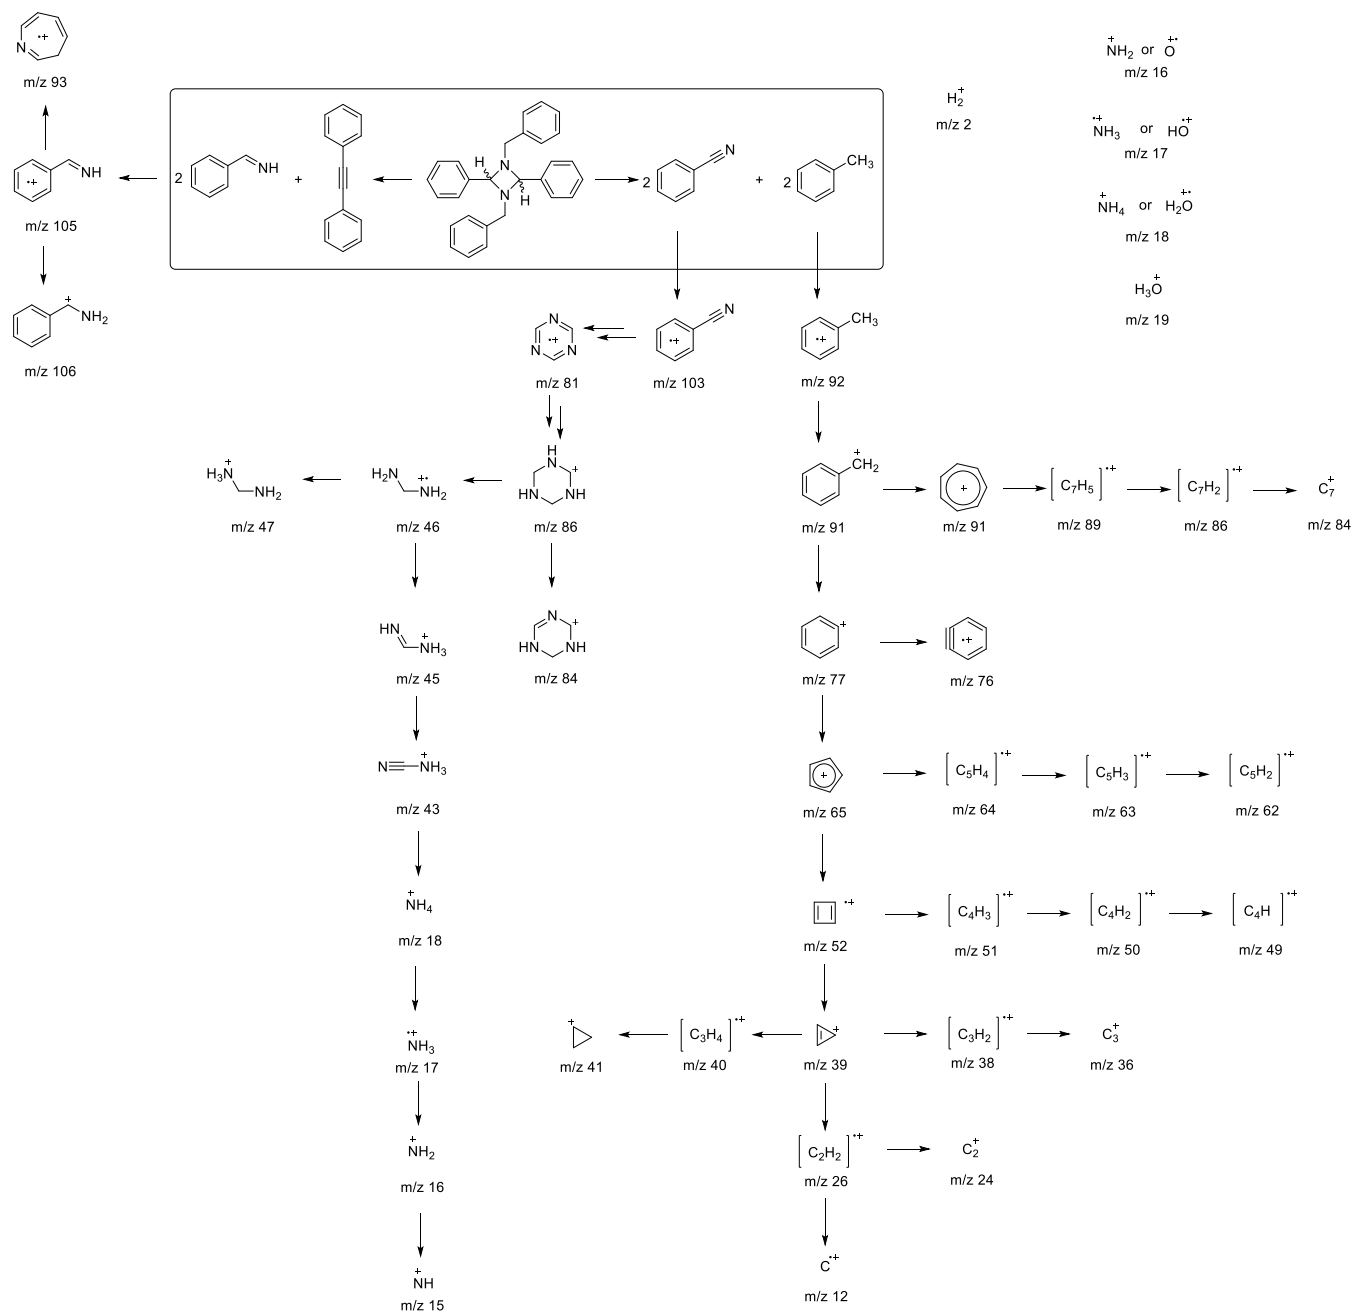 N
·+
m/z 93
·+
NH
m/z 105
+
NH2
m/z 106
2
NH
+
H
N
N
H
2
N
+
2
CH3
H2+
m/z 2
+
NH2 or O+·
m/z 16
·+
NH3 or HO·+
m/z 17
+
NH4 or H2O+·
m/z 18
H3O+
m/z 19
N
N
N
·+
m/z 81
N
·+
m/z 103
CH3
·+
m/z 92
H3N+
NH2
m/z 47
H2N
+·
NH2
m/z 46
H
N
+
HN
NH
m/z 86
+
CH2
m/z 91
+
m/z 91
[C7H5]·+
m/z 89
[C7H2]·+
m/z 86
C7+
m/z 84
HN
+
NH3
m/z 45
N
+
HN
NH
m/z 84
+
m/z 77
·+
m/z 76
N
+
NH3
m/z 43
+
m/z 65
[C5H4]·+
m/z 64
[C5H3]·+
m/z 63
[C5H2]·+
m/z 62
+
NH4
m/z 18
·+
m/z 52
[C4H3]·+
m/z 51
[C4H2]·+
m/z 50
[C4H]·+
m/z 49
·+
NH3
m/z 17
+
m/z 41
[C3H4]·+
m/z 40
+
m/z 39
[C3H2]·+
m/z 38
C3+
m/z 36
+
NH2
m/z 16
[C2H2]·+
m/z 26
C2+
m/z 24
+
NH
m/z 15
C·+
m/z 12